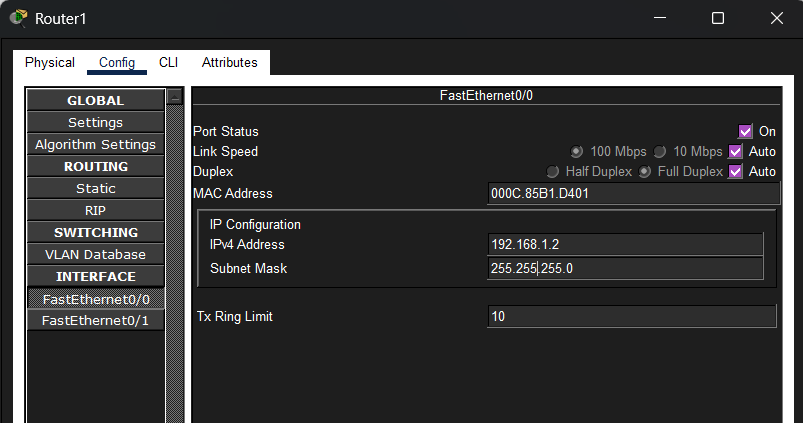 Router1
Physical Config CLI Attributes
GLOBAL
Settings
Algorithm Settings
ROUTING
Static
RIP
SWITCHING
VLAN Database
INTERFACE
FastEthernet0/0
FastEthernet0/1
FastEthernet0/0
Port Status On
Link Speed 100 Mbps 10 Mbps Auto
Duplex Half Duplex Full Duplex Auto
MAC Address 000C.85B1.D401
IP Configuration
IPv4 Address 192.168.1.2
Subnet Mask 255.255.255.0
Tx Ring Limit 10